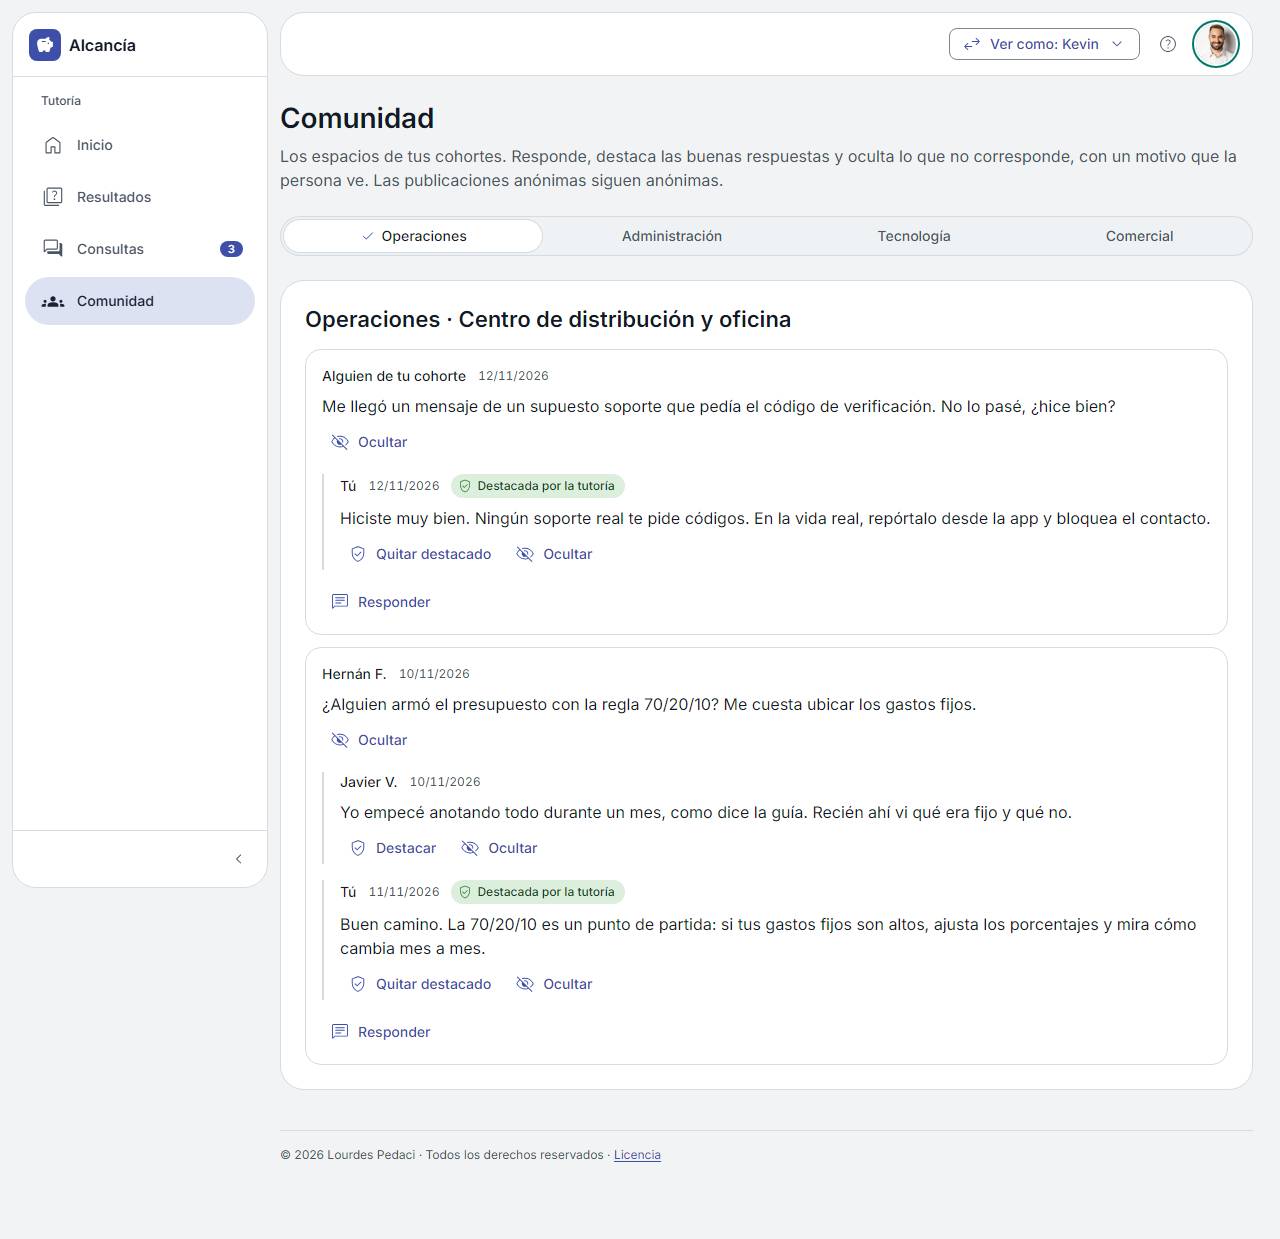 Alcancía
Ver como: Kevin
Tutoría
Inicio
Resultados
Consultas
3
Comunidad
Comunidad
Los espacios de tus cohortes. Responde, destaca las buenas respuestas y oculta lo que no corresponde, con un motivo que la
persona ve. Las publicaciones anónimas siguen anónimas.
Operaciones
Administración
Tecnología
Comercial
Operaciones · Centro de distribución y oficina
Alguien de tu cohorte 12/11/2026
Me llegó un mensaje de un supuesto soporte que pedía el código de verificación. No lo pasé, ¿hice bien?
Ocultar
Tú 12/11/2026 Destacada por la tutoría
Hiciste muy bien. Ningún soporte real te pide códigos. En la vida real, repórtalo desde la app y bloquea el contacto.
Quitar destacado Ocultar
Responder
Hernán F. 10/11/2026
¿Alguien armó el presupuesto con la regla 70/20/10? Me cuesta ubicar los gastos fijos.
Ocultar
Javier V. 10/11/2026
Yo empecé anotando todo durante un mes, como dice la guía. Recién ahí vi qué era fijo y qué no.
Destacar Ocultar
Tú 11/11/2026 Destacada por la tutoría
Buen camino. La 70/20/10 es un punto de partida: si tus gastos fijos son altos, ajusta los porcentajes y mira cómo
cambia mes a mes.
Quitar destacado Ocultar
Responder
© 2026 Lourdes Pedaci · Todos los derechos reservados · Licencia